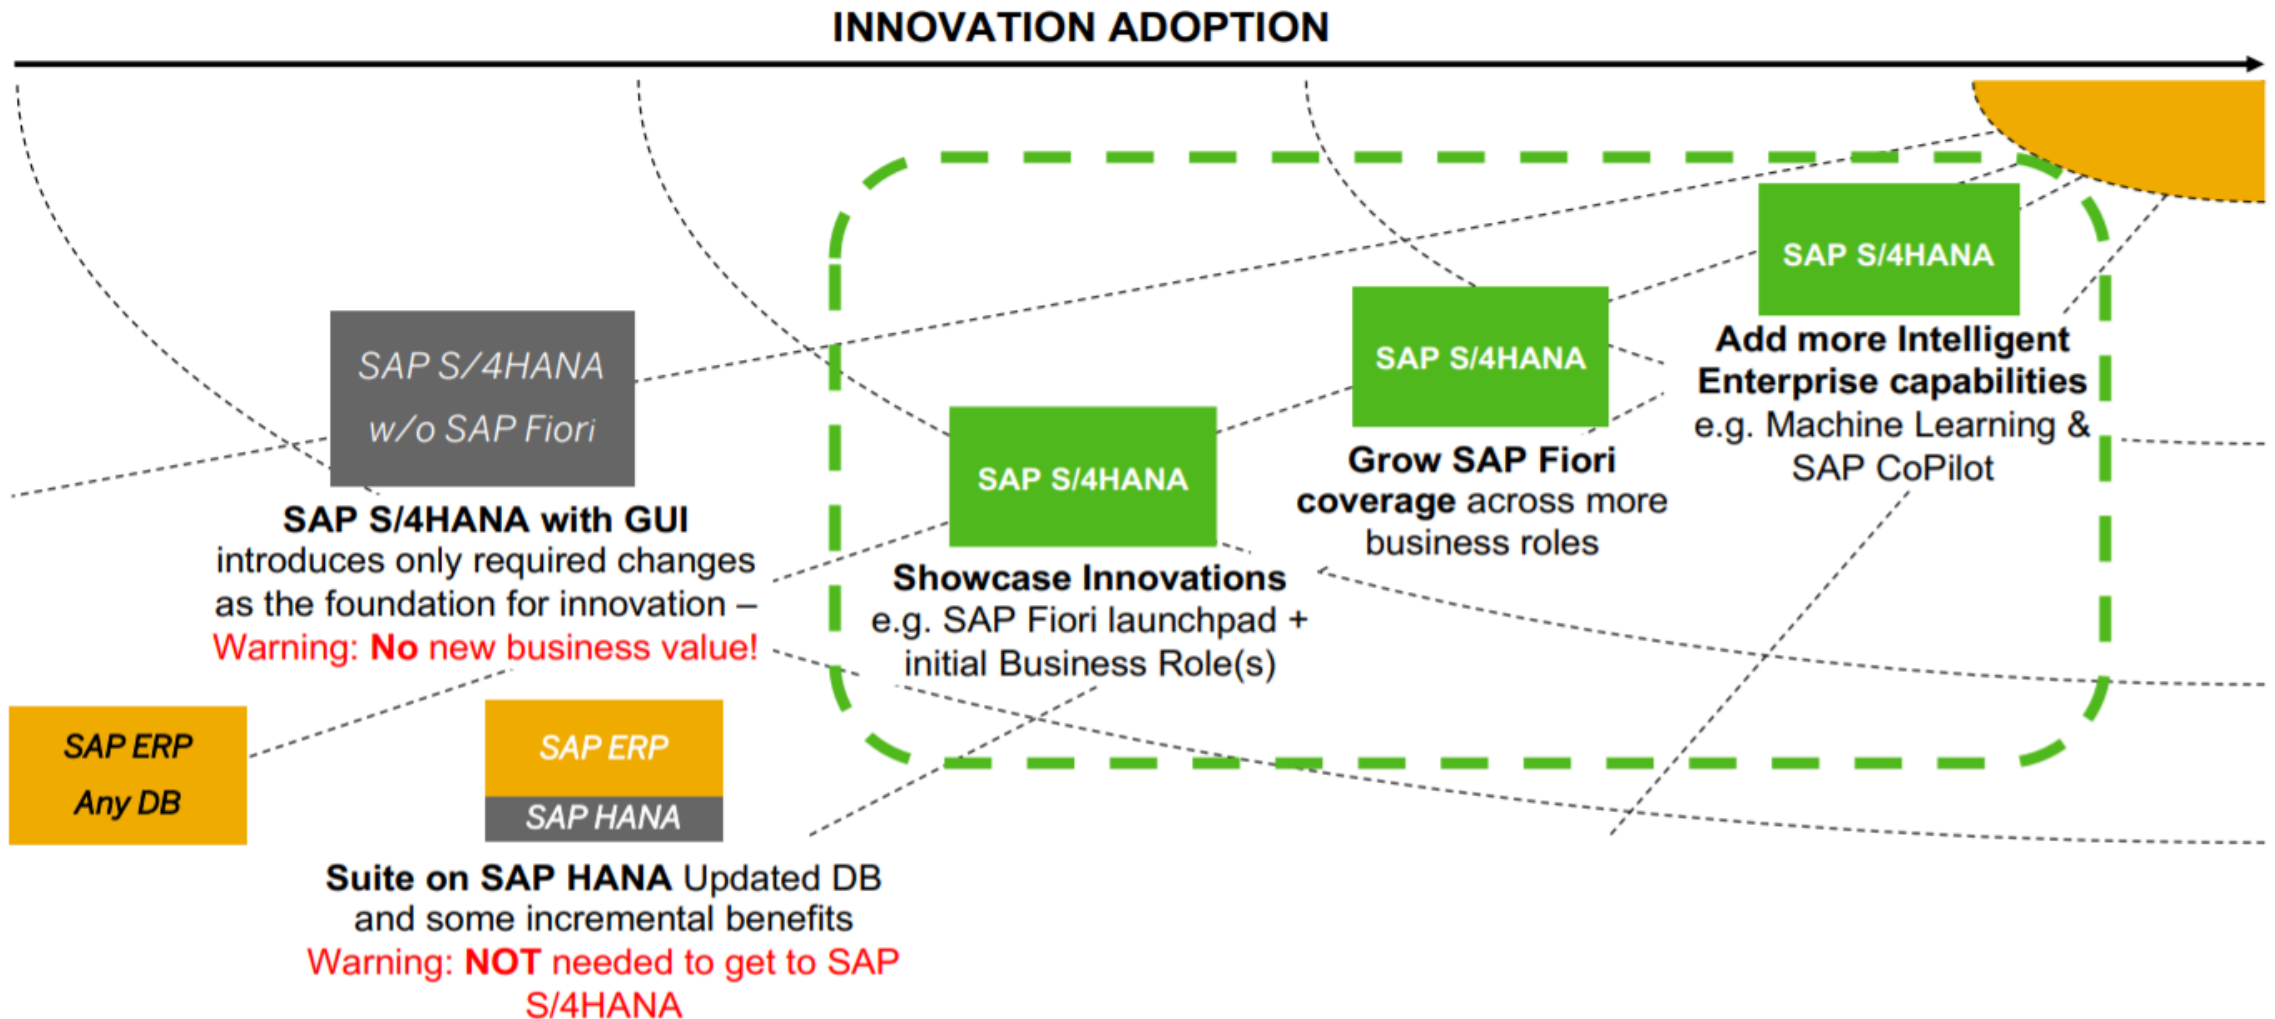 INNOVATION ADOPTION
SAP S/4HANA
w/o SAP Fiori
SAP S/4HANA with GUI
introduces only required changes
as the foundation for innovation –
Warning: No new business value!
SAP ERP
Any DB
SAP ERP
SAP HANA
Suite on SAP HANA Updated DB
and some incremental benefits
Warning: NOT needed to get to SAP
S/4HANA
SAP S/4HANA
Showcase Innovations
e.g. SAP Fiori launchpad +
initial Business Role(s)
SAP S/4HANA
Grow SAP Fiori
coverage across more
business roles
SAP S/4HANA
Add more Intelligent
Enterprise capabilities
e.g. Machine Learning &
SAP CoPilot